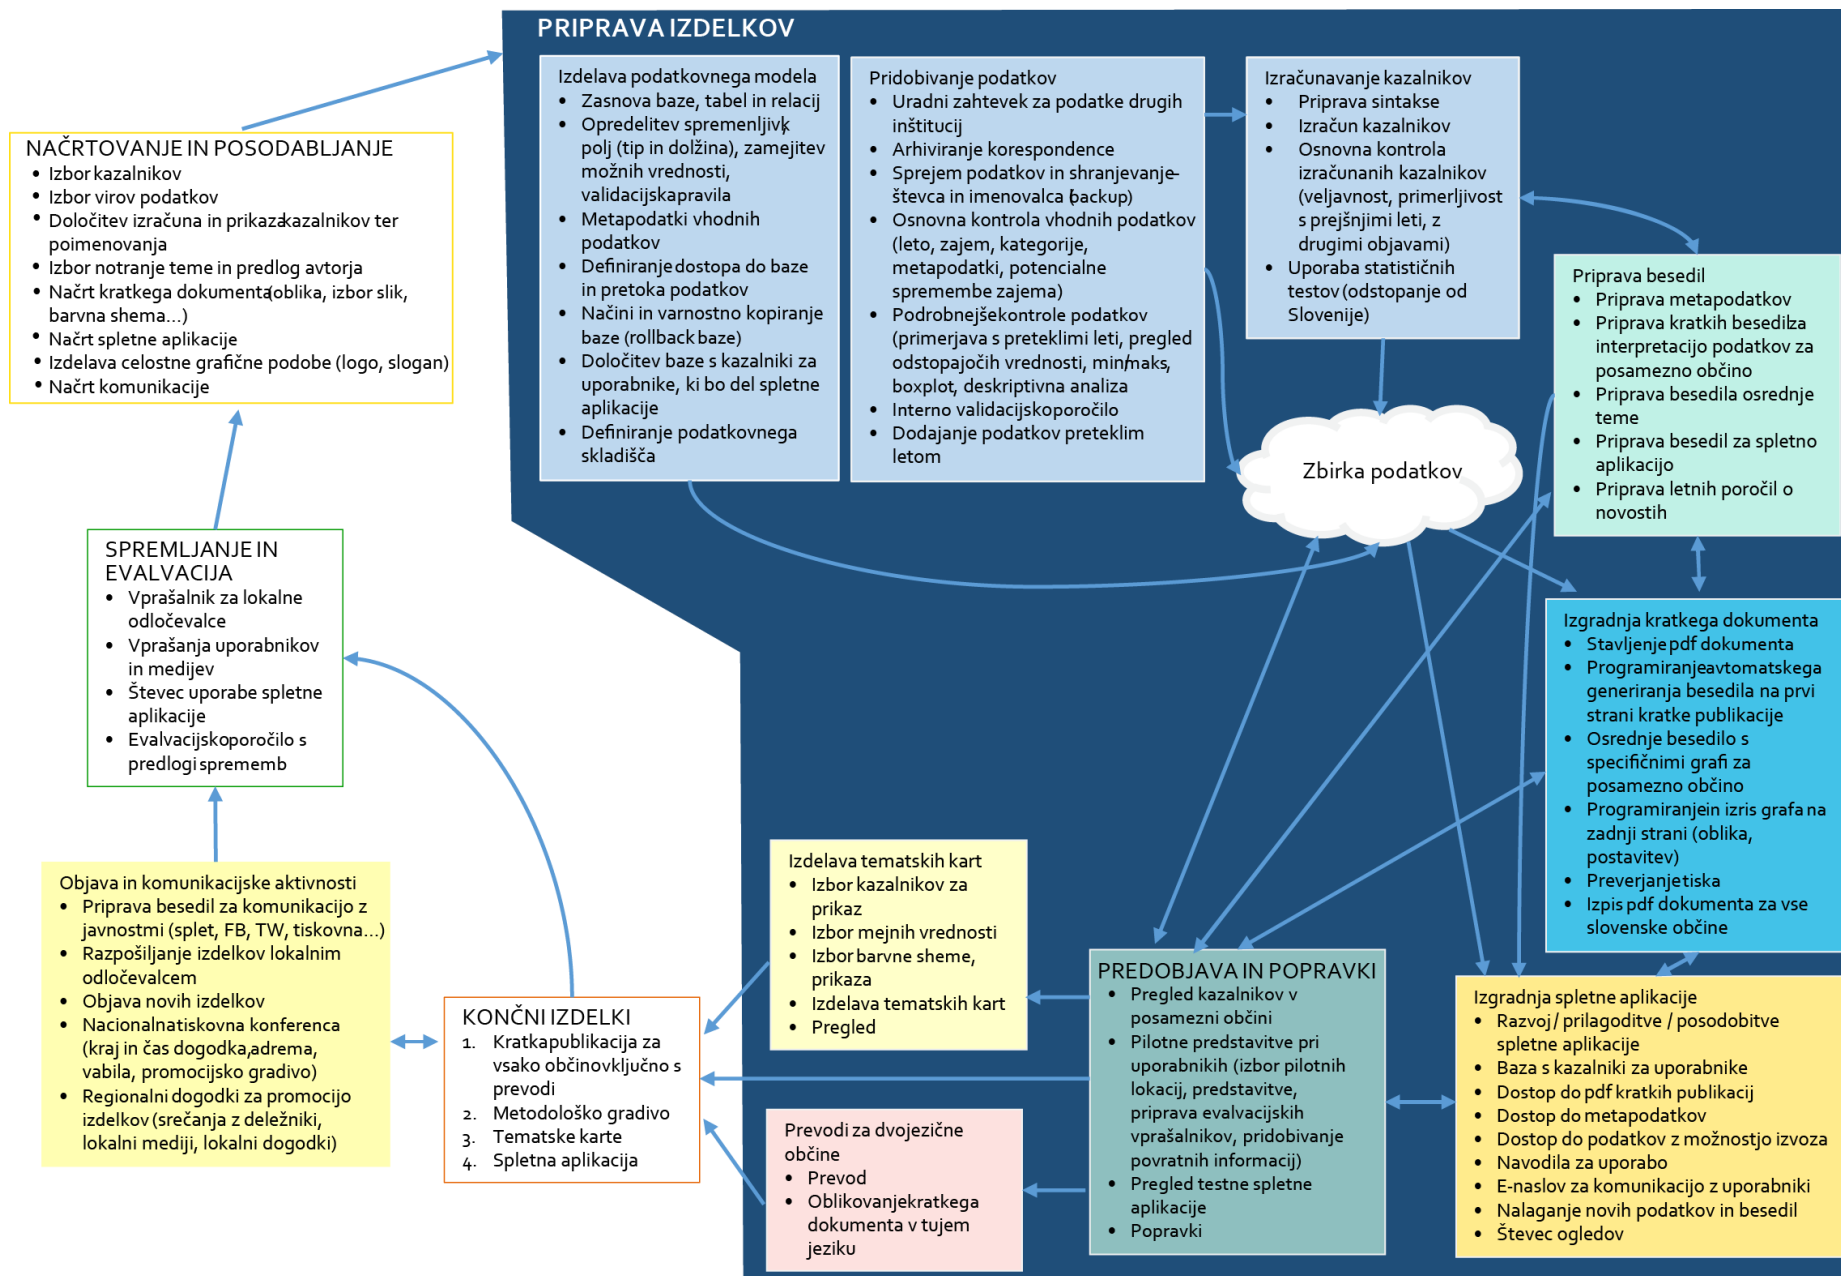 PRIPRAVA IZDELKOV
Izdelava podatkovnega modela
• Zasnova baze, tabel in relacij
• Opredelitev spremenljivk,
polj (tip in dolžina), zamejitev
možnih vrednosti,
validacijska pravila
• Metapodatki vhodnih
podatkov
• Definiranje dostopa do baze
in pretoka podatkov
• Načini in varnostno kopiranje
baze (rollback baze)
• Določitev baze s kazalniki za
uporabnike, ki bo del spletne
aplikacije
• Definiranje podatkovnega
skladišča
Pridobivanje podatkov
• Uradni zahtevek za podatke drugih
inštitucij
• Arhiviranje korespondence
• Sprejem podatkov in shranjevanje–
števca in imenovalca (backup)
• Osnovna kontrola vhodnih podatkov
(leto, zajem, kategorije,
metapodatki, potencialne
spremembe zajema)
• Podrobnejše kontrole podatkov
(primerjava s preteklimi leti, pregled
odstopajočih vrednosti, min/maks,
boxplot, deskriptivna analiza
• Interno validacijsko poročilo
• Dodajanje podatkov preteklim
letom
Izračunavanje kazalnikov
• Priprava sintakse
• Izračun kazalnikov
• Osnovna kontrola
izračunanih kazalnikov
(veljavnost, primerljivost
s prejšnjimi leti, z
drugimi objavami)
• Uporaba statističnih
testov (odstopanje od
Slovenije)
NAČRTOVANJE IN POSODABLJANJE
• Izbor kazalnikov
• Izbor virov podatkov
• Določitev izračuna in prikaza kazalnikov ter
poimenovanja
• Izbor notranje teme in predlog avtorja
• Načrt kratkega dokumenta (oblika, izbor slik,
barvna shema...)
• Načrt spletne aplikacije
• Izdelava celostne grafične podobe (logo, slogan)
• Načrt komunikacije
Priprava besedil
• Priprava metapodatkov
• Priprava kratkih besedil za
interpretacijo podatkov za
posamezno občino
• Priprava besedila osrednje
teme
• Priprava besedil za spletno
aplikacijo
• Priprava letnih poročil o
novostih
Zbirka podatkov
SPREMLJANJE IN
EVALVACIJA
• Vprašalnik za lokalne
odločevalce
• Vprašanja uporabnikov
in medijev
• Števec uporabe spletne
aplikacije
• Evalvacijsko poročilo s
predlogi sprememb
Izgradnja kratkega dokumenta
• Stavljenje pdf dokumenta
• Programiranje avtomatskega
generiranja besedila na prvi
strani kratke publikacije
• Osrednje besedilo s
specifičnimi grafi za
posamezno občino
• Programiranje in izris grafa na
zadnji strani (oblika,
postavitev)
• Preverjanje tiska
• Izpis pdf dokumenta za vse
slovenske občine
Izdelava tematskih kart
• Izbor kazalnikov za
prikaz
• Izbor mejnih vrednosti
• Izbor barvne sheme,
prikaza
• Izdelava tematskih kart
• Pregled
Objava in komunikacijske aktivnosti
• Priprava besedil za komunikacijo z
javnostmi (splet, FB, TW, tiskovna...)
• Razpošiljanje izdelkov lokalnim
odločevalcem
• Objava novih izdelkov
• Nacionalna tiskovna konferenca
(kraj in čas dogodka, adrema,
vabila, promocijsko gradivo)
• Regionalni dogodki za promocijo
izdelkov (srečanja z deležniki,
lokalni mediji, lokalni dogodki)
KONČNI IZDELKI
1. Kratka publikacija za
vsako občino vključno s
prevodi
2. Metodološko gradivo
3. Tematske karte
4. Spletna aplikacija
PREDOBJAVA IN POPRAVKI
• Pregled kazalnikov v
posamezni občini
• Pilotne predstavitve pri
uporabnikih (izbor pilotnih
lokacij, predstavitve,
priprava evalvacijskih
vprašalnikov, pridobivanje
povratnih informacij)
• Pregled testne spletne
aplikacije
• Popravki
Izgradnja spletne aplikacije
• Razvoj / prilagoditve / posodobitve
spletne aplikacije
• Baza s kazalniki za uporabnike
• Dostop do pdf kratkih publikacij
• Dostop do metapodatkov
• Dostop do podatkov z možnostjo izvoza
• Navodila za uporabo
• E-naslov za komunikacijo z uporabniki
• Nalaganje novih podatkov in besedil
• Števec ogledov
Prevodi za dvojezične
občine
• Prevod
• Oblikovanje kratkega
dokumenta v tujem
jeziku